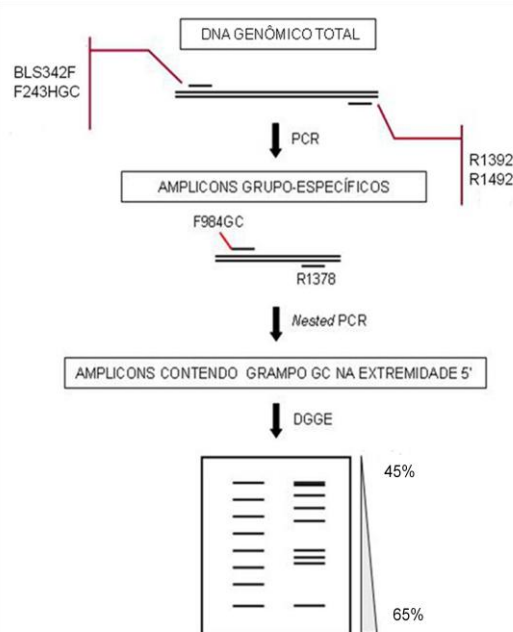 DNA GENÔMICO TOTAL
BLS342F
F243HGC
PCR
R1392
R1492
AMPLICONS GRUPO-ESPECÍFICOS
F984GC
R1378
Nested PCR
AMPLICONS CONTENDO GRAMPO GC NA EXTREMIDADE 5'
DGGE
45%
65%